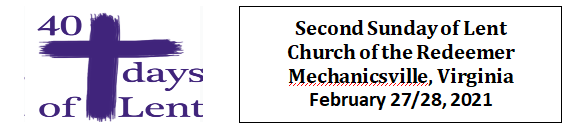 40
days
of Lent
Second Sunday of Lent
Church of the Redeemer
Mechanicsville, Virginia
February 27/28, 2021